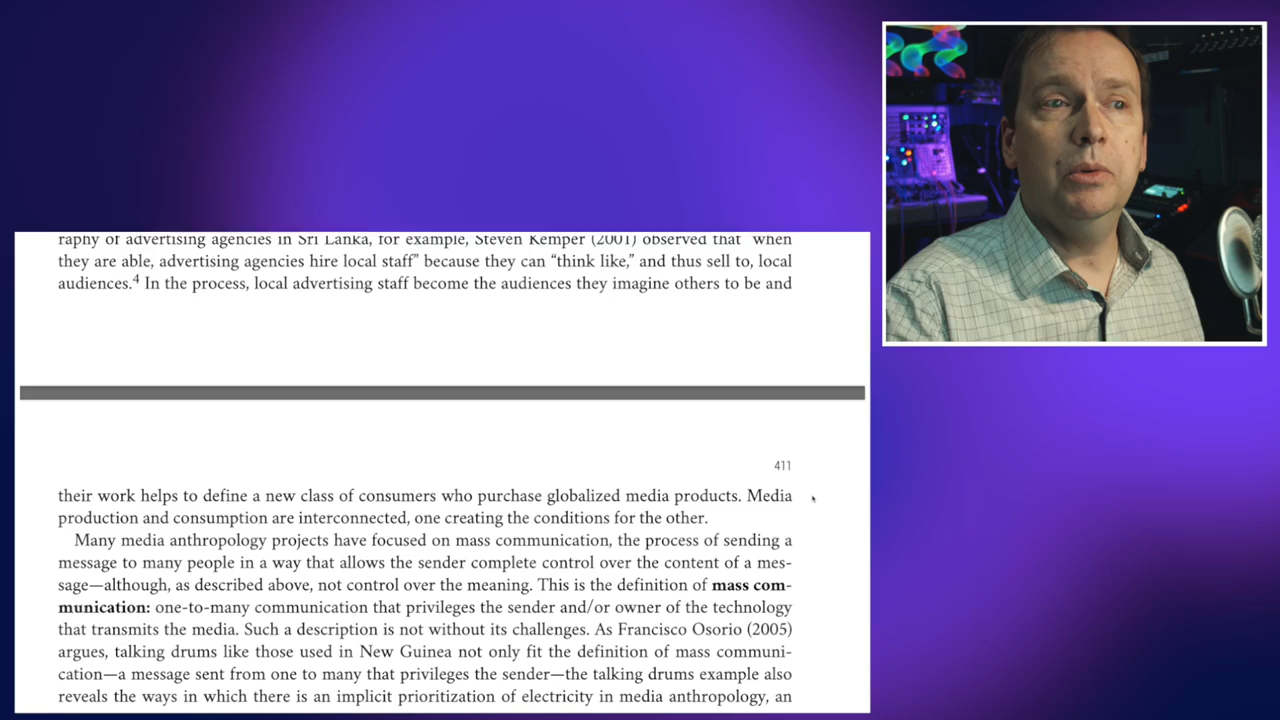 raphy of advertising agencies in Sri Lanka, for example, Steven Kemper (2001) observed that “when
they are able, advertising agencies hire local staff” because they can “think like,” and thus sell to, local
audiences.4 In the process, local advertising staff become the audiences they imagine others to be and
411
their work helps to define a new class of consumers who purchase globalized media products. Media
production and consumption are interconnected, one creating the conditions for the other.
Many media anthropology projects have focused on mass communication, the process of sending a
message to many people in a way that allows the sender complete control over the content of a mes-
sage—although, as described above, not control over the meaning. This is the definition of mass com-
munication: one-to-many communication that privileges the sender and/or owner of the technology
that transmits the media. Such a description is not without its challenges. As Francisco Osorio (2005)
argues, talking drums like those used in New Guinea not only fit the definition of mass communi-
cation—a message sent from one to many that privileges the sender—the talking drums example also
reveals the ways in which there is an implicit prioritization of electricity in media anthropology, an